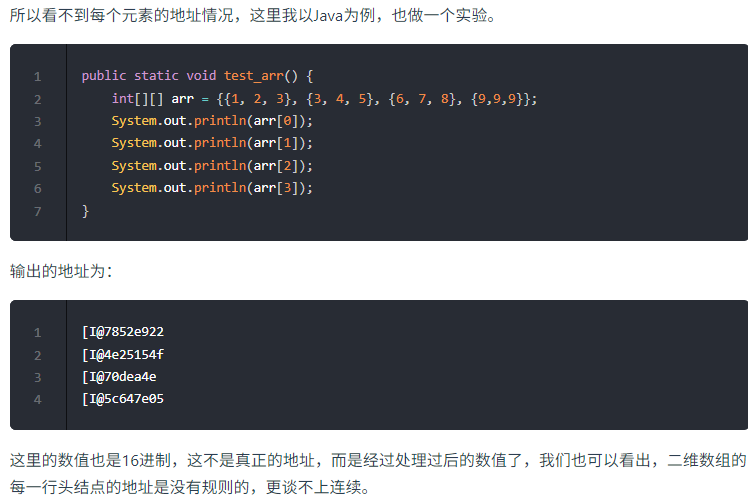 所以看不到每个元素的地址情况，这里我以Java为例，也做一个实验。
1 public static void test_arr() {
2     int[][] arr = {{1, 2, 3}, {3, 4, 5}, {6, 7, 8}, {9,9,9}};
3     System.out.println(arr[0]);
4     System.out.println(arr[1]);
5     System.out.println(arr[2]);
6     System.out.println(arr[3]);
7 }
输出的地址为：
1 [I@7852e922
2 [I@4e25154f
3 [I@70dea4e
4 [I@5c647e05
这里的数值也是16进制，这不是真正的地址，而是经过处理过后的数值了，我们也可以看出，二维数组的
每一行头结点的地址是没有规则的，更谈不上连续。